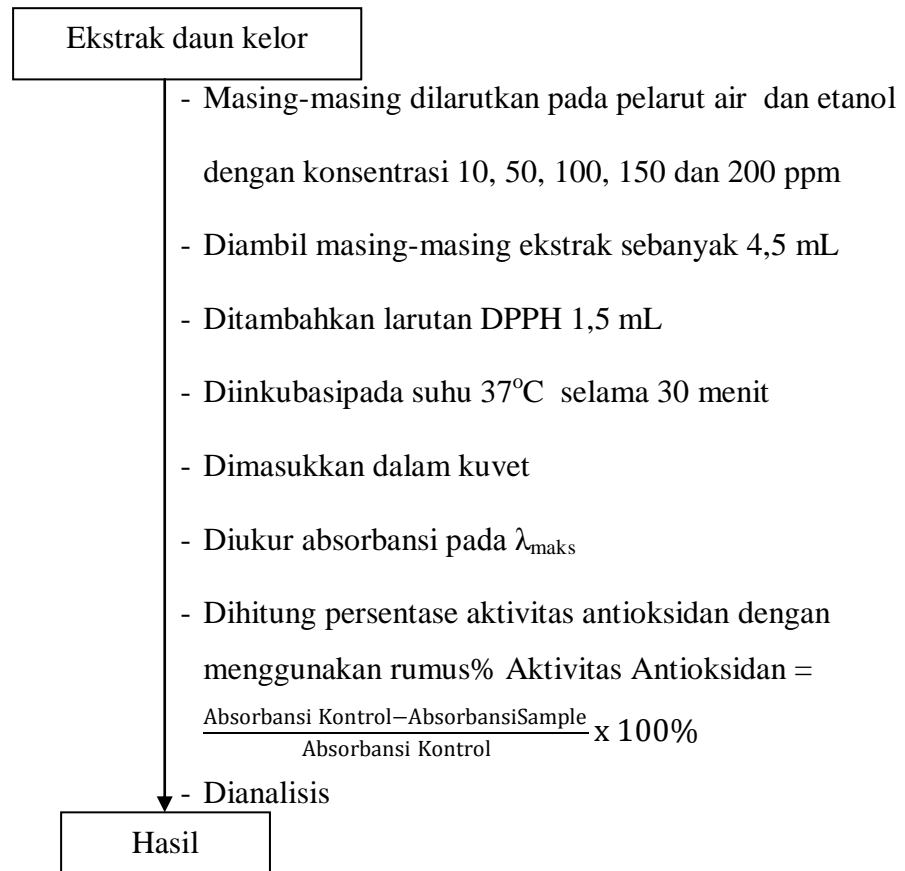 Ekstrak daun kelor
- Masing-masing dilarutkan pada pelarut air dan etanol
dengan konsentrasi 10, 50, 100, 150 dan 200 ppm
- Diambil masing-masing ekstrak sebanyak 4,5 mL
- Ditambahkan larutan DPPH 1,5 mL
- Diinkubasipada suhu 37°C selama 30 menit
- Dimasukkan dalam kuvet
- Diukur absorbansi pada λmaks
- Dihitung persentase aktivitas antioksidan dengan
menggunakan rumus% Aktivitas Antioksidan =
Absorbansi Kontrol−AbsorbansiSample
Absorbansi Kontrol x 100%
- Dianalisis
Hasil